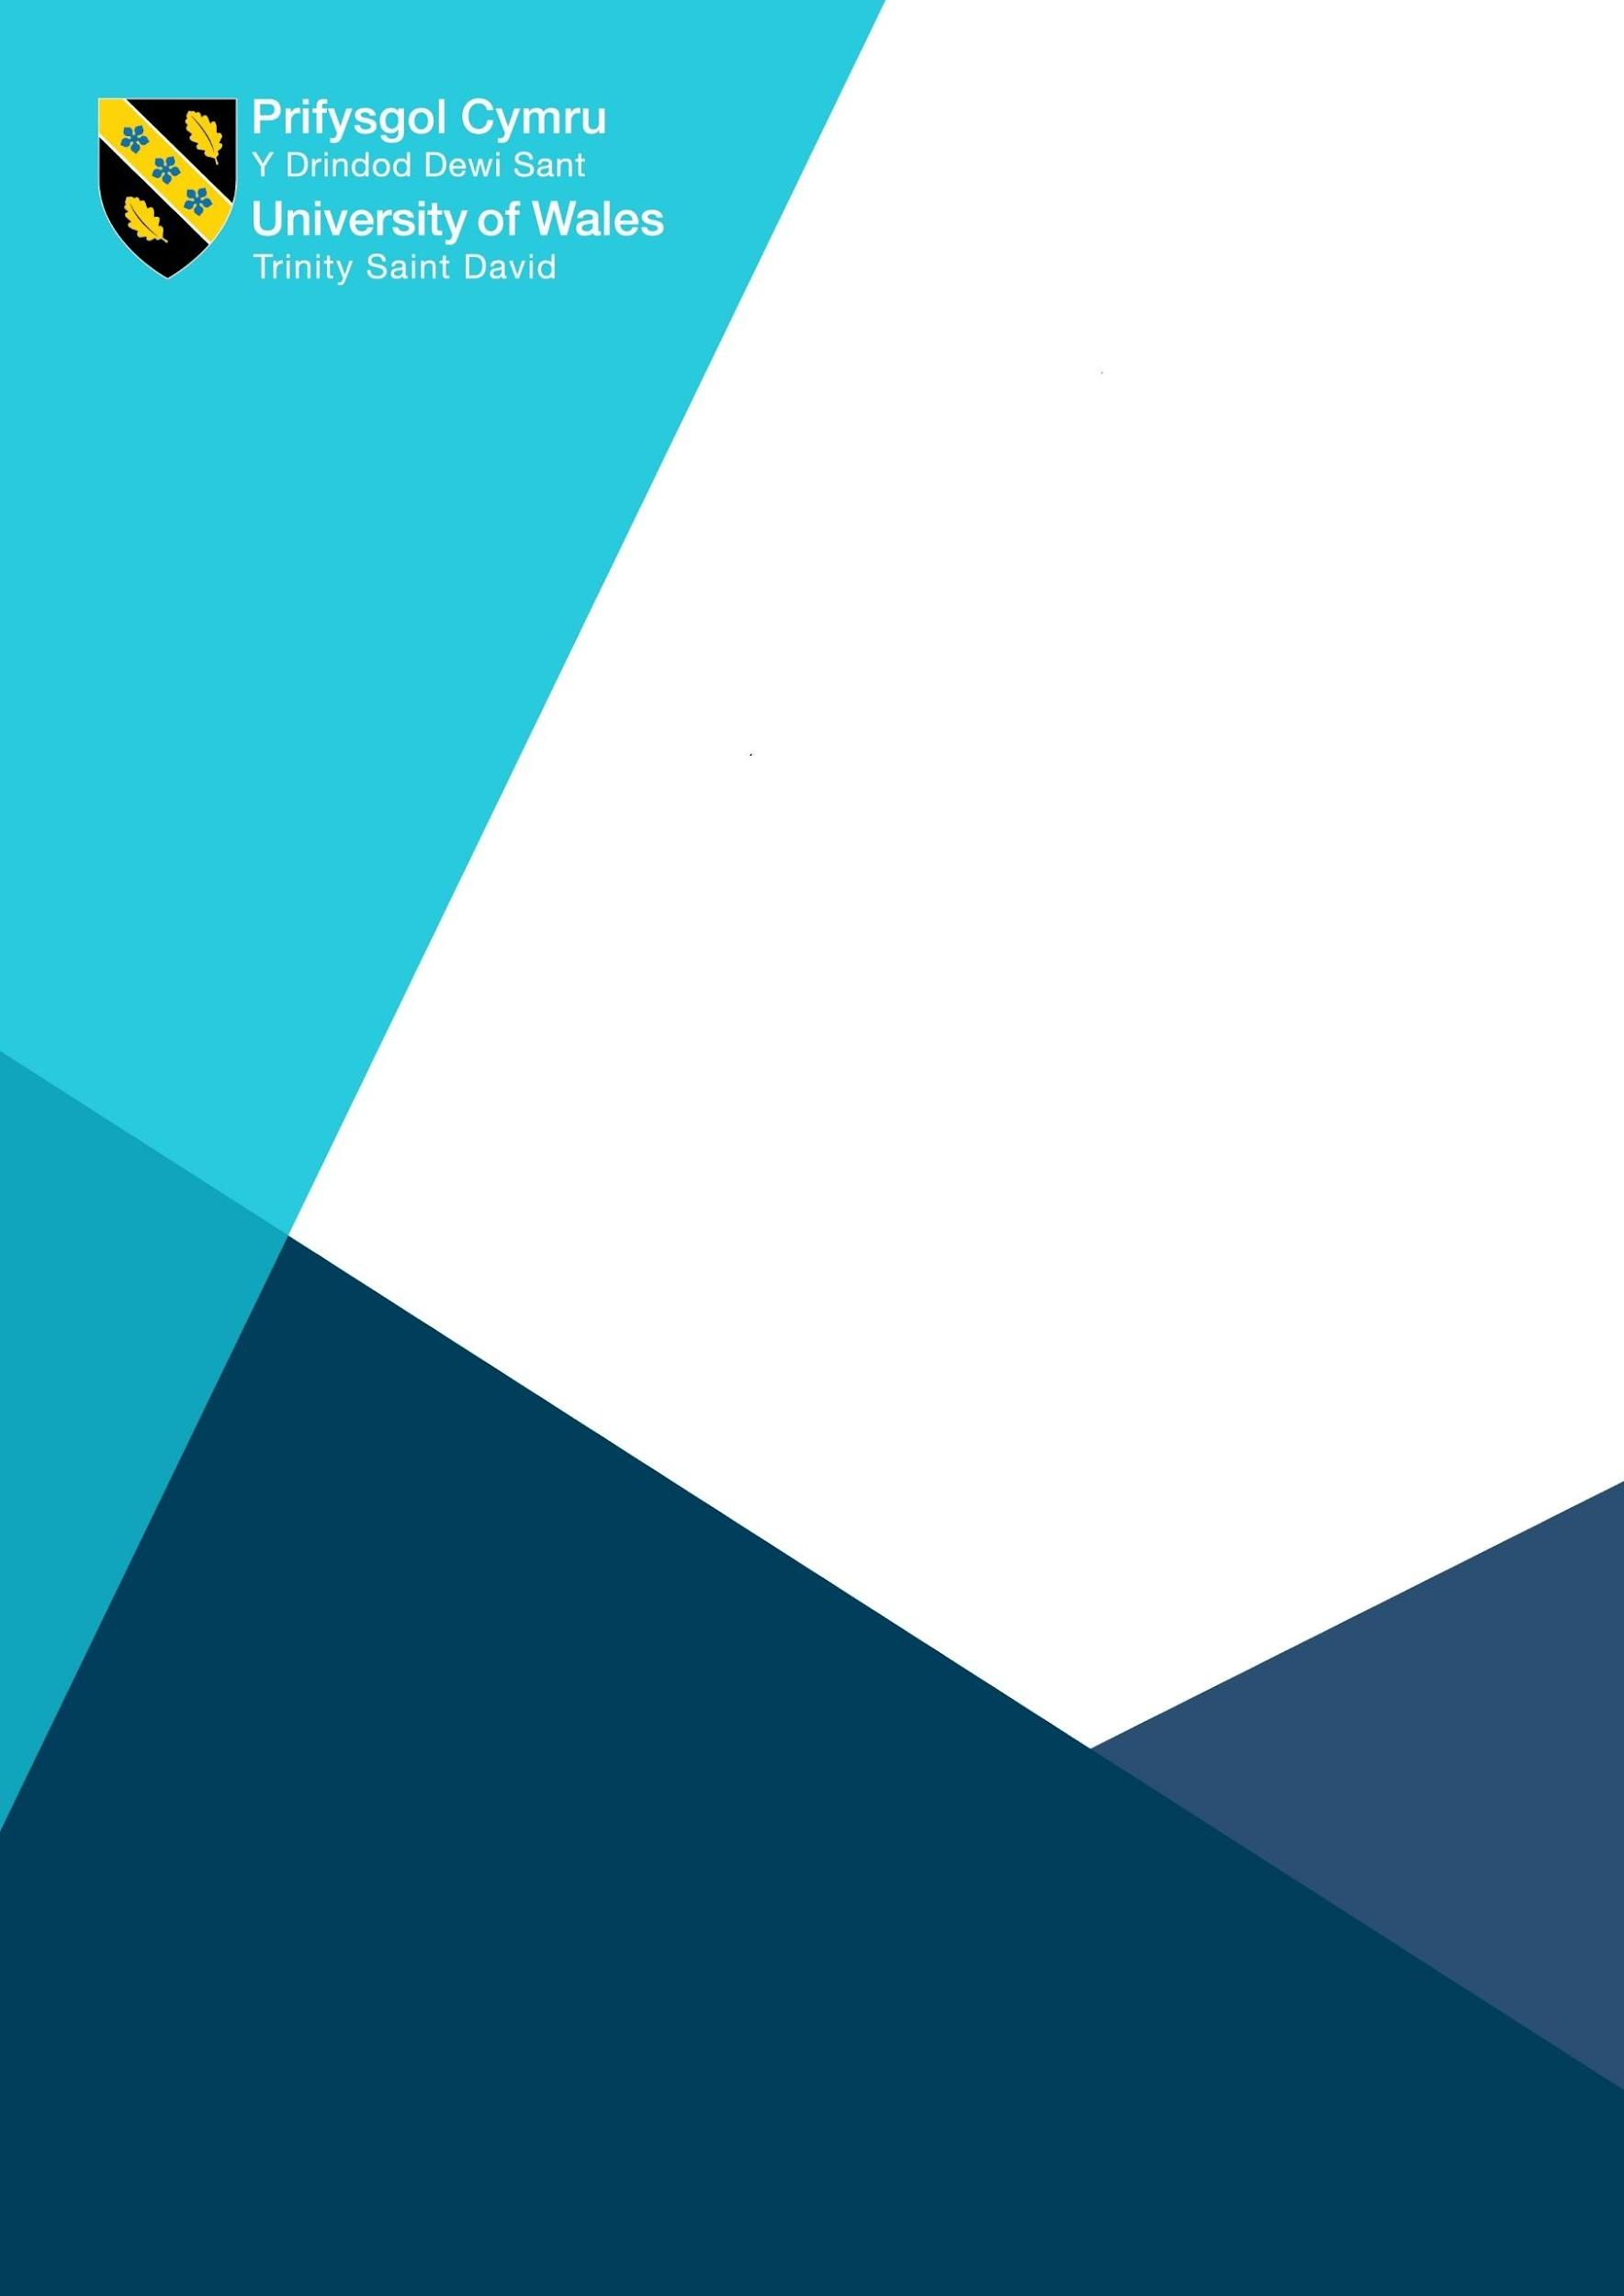 Prifysgol Cymru
Y Drindod Dewi Sant
University of Wales
Trinity Saint David